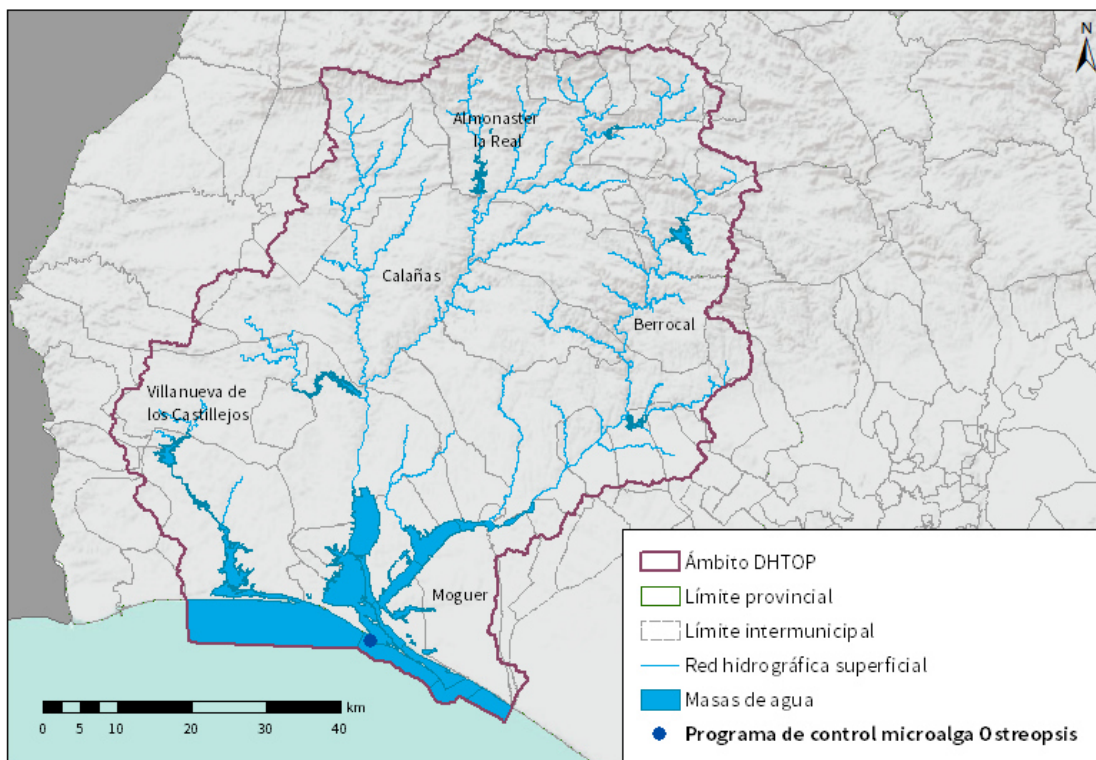 N
Almonaster
la Real
Calañas
Berrocal
Villanueva de
los Castillejos
Moguer
Ámbito DHTOP
Límite provincial
Límite intermunicipal
Red hidrográfica superficial
Masas de agua
Programa de control microalga Ostreopsis
km
0 5 10 20 30 40